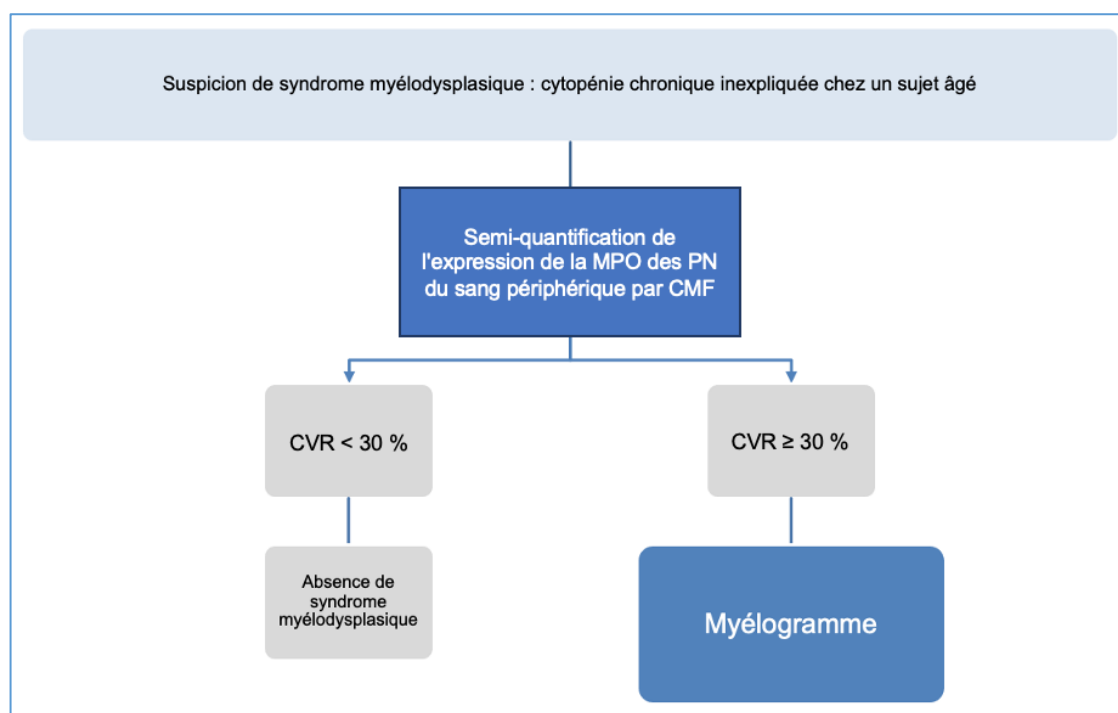 Suspicion de syndrome myélodysplasique : cytopénie chronique inexpliquée chez un sujet âgé
Semi-quantification de
l'expression de la MPO des PN
du sang périphérique par CMF
CVR < 30 %
CVR ≥ 30 %
Absence de
syndrome
myélodysplasique
Myélogramme